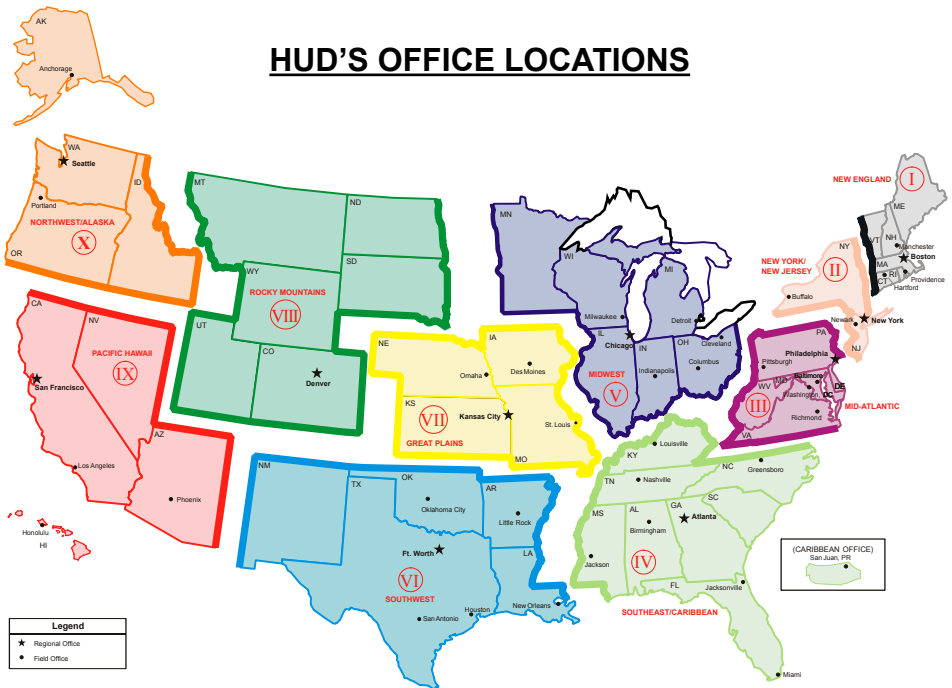 HUD'S OFFICE LOCATIONS
AK
Anchorage
WA
Seattle
ID
Portland
NORTHWEST/ALASKA
X
OR
MT
ND
SD
WY
ROCKY MOUNTAINS
VIII
UT
CO
Denver
CA
NV
PACIFIC HAWAII
IX
San Francisco
AZ
Los Angeles
Phoenix
Honolulu
HI
NE
IA
Omaha
Des Moines
KS
VII
Kansas City
St. Louis
GREAT PLAINS
MO
MN
WI
MI
Milwaukee
Detroit
IL
Chicago
IN
OH
Cleveland
MIDWEST
V
Indianapolis
Columbus
NEW ENGLAND
I
ME
VT
NH
Manchester
MA
Boston
CT
RI
Providence
Hartford
NEW YORK/
NEW JERSEY
II
NY
Buffalo
Newark
New York
NJ
PA
Philadelphia
Pittsburgh
WV
MD
Baltimore
DE
Washington,
DC
III
MID-ATLANTIC
Richmond
VA
NM
TX
OK
Oklahoma City
AR
Little Rock
LA
Ft. Worth
VI
SOUTHWEST
Houston
San Antonio
New Orleans
KY
Louisville
TN
Nashville
NC
Greensboro
SC
MS
AL
GA
Atlanta
Birmingham
Jackson
IV
FL
Jacksonville
SOUTHEAST/CARIBBEAN
Miami
(CARIBBEAN OFFICE)
San Juan, PR
Legend
Regional Office
Field Office